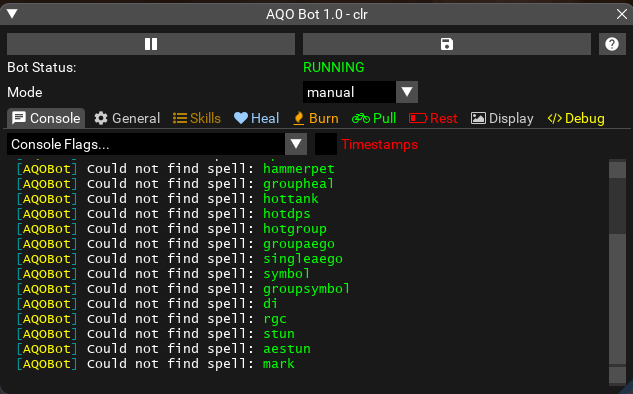 AQO Bot 1.0 - clr
Bot Status: RUNNING
Mode manual
Console General Skills Heal Burn Pull Rest Display </> Debug
Console Flags... Timestamps
[AQOBot] Could not find spell: hammerpet
[AQOBot] Could not find spell: groupheal
[AQOBot] Could not find spell: hottank
[AQOBot] Could not find spell: hotdps
[AQOBot] Could not find spell: hotgroup
[AQOBot] Could not find spell: groupaego
[AQOBot] Could not find spell: singleaego
[AQOBot] Could not find spell: symbol
[AQOBot] Could not find spell: groupsymbol
[AQOBot] Could not find spell: di
[AQOBot] Could not find spell: rgc
[AQOBot] Could not find spell: stun
[AQOBot] Could not find spell: aestun
[AQOBot] Could not find spell: mark